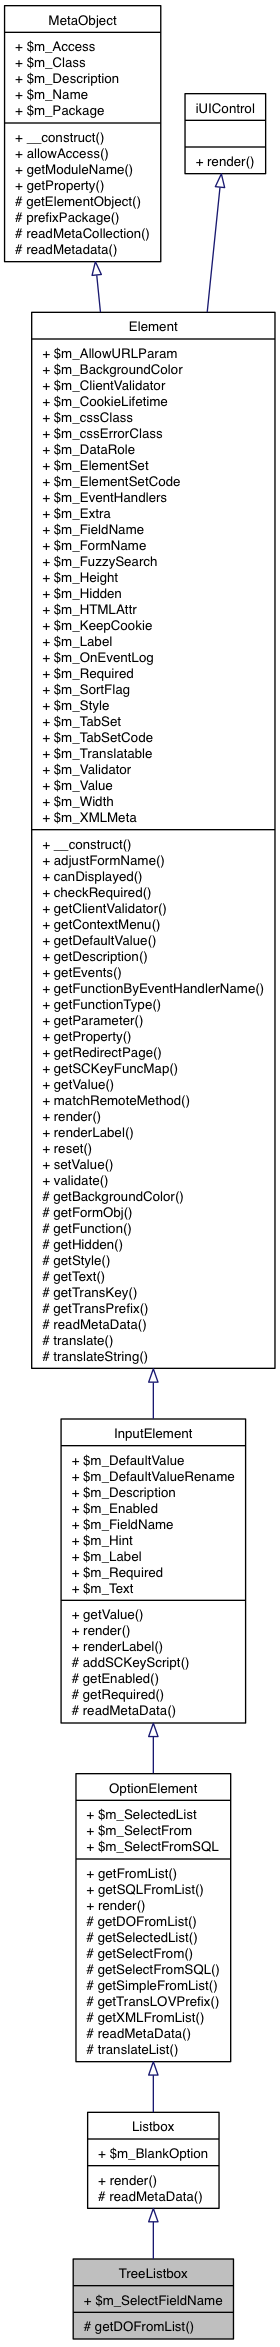 MetaObject
+ $m_Access
+ $m_Class
+ $m_Description
+ $m_Name
+ $m_Package
+ __construct()
+ allowAccess()
+ getModuleName()
+ getProperty()
# getElementObject()
# prefixPackage()
# readMetaCollection()
# readMetadata()
iUIControl
+ render()
Element
+ $m_AllowURLParam
+ $m_BackgroundColor
+ $m_ClientValidator
+ $m_CookieLifetime
+ $m_cssClass
+ $m_cssErrorClass
+ $m_DataRole
+ $m_ElementSet
+ $m_ElementSetCode
+ $m_EventHandlers
+ $m_Extra
+ $m_FieldName
+ $m_FormName
+ $m_FuzzySearch
+ $m_Height
+ $m_Hidden
+ $m_HTMLAttr
+ $m_KeepCookie
+ $m_Label
+ $m_OnEventLog
+ $m_Required
+ $m_SortFlag
+ $m_Style
+ $m_TabSet
+ $m_TabSetCode
+ $m_Translatable
+ $m_Validator
+ $m_Value
+ $m_Width
+ $m_XMLMeta
+ __construct()
+ adjustFormName()
+ canDisplayed()
+ checkRequired()
+ getClientValidator()
+ getContextMenu()
+ getDefaultValue()
+ getDescription()
+ getEvents()
+ getFunctionByEventHandlerName()
+ getFunctionType()
+ getParameter()
+ getProperty()
+ getRedirectPage()
+ getSCKeyFuncMap()
+ getValue()
+ matchRemoteMethod()
+ render()
+ renderLabel()
+ reset()
+ setValue()
+ validate()
# getBackgroundColor()
# getFormObj()
# getFunction()
# getHidden()
# getStyle()
# getText()
# getTransKey()
# getTransPrefix()
# readMetaData()
# translate()
# translateString()
InputElement
+ $m_DefaultValue
+ $m_DefaultValueRename
+ $m_Description
+ $m_Enabled
+ $m_FieldName
+ $m_Hint
+ $m_Label
+ $m_Required
+ $m_Text
+ getValue()
+ render()
+ renderLabel()
# addSCKeyScript()
# getEnabled()
# getRequired()
# readMetaData()
OptionElement
+ $m_SelectedList
+ $m_SelectFrom
+ $m_SelectFromSQL
+ getFromList()
+ getSQLFromList()
+ render()
# getDOFromList()
# getSelectedList()
# getSelectFrom()
# getSelectFromSQL()
# getSimpleFromList()
# getTransLOVPrefix()
# getXMLFromList()
# readMetaData()
# translateList()
Listbox
+ $m_BlankOption
+ render()
# readMetaData()
TreeListbox
+ $m_SelectFieldName
# getDOFromList()